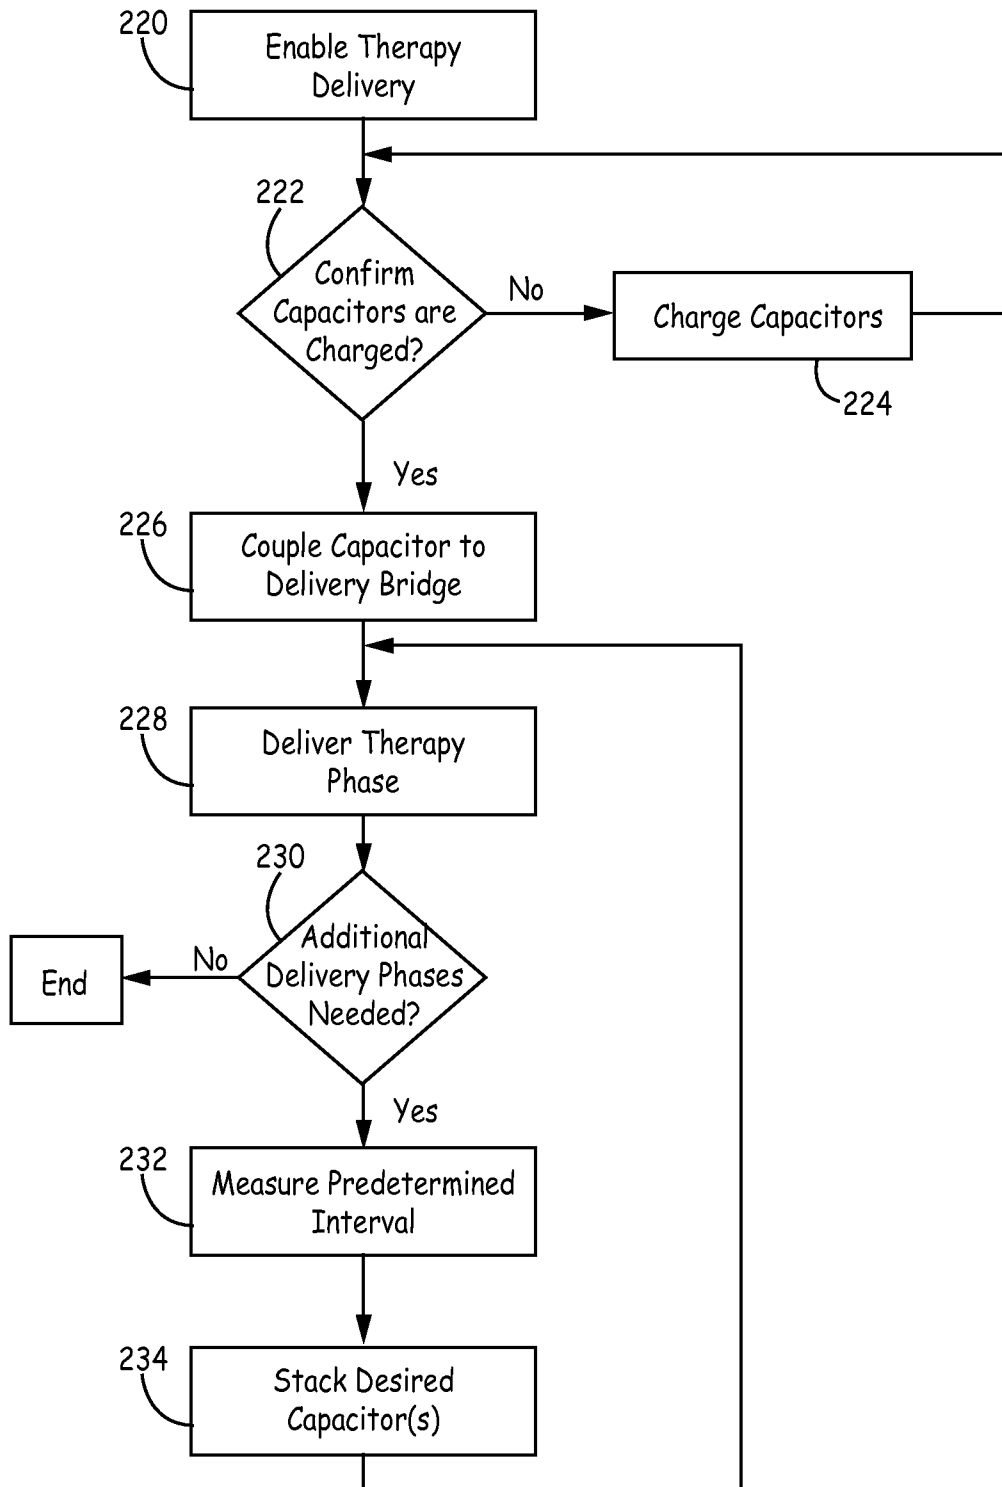 220
Enable Therapy
Delivery
222
Confirm
Capacitors are
Charged?
No
Charge Capacitors
224
Yes
226
Couple Capacitor to
Delivery Bridge
228
Deliver Therapy
Phase
230
Additional
Delivery Phases
Needed?
No
End
Yes
232
Measure Predetermined
Interval
234
Stack Desired
Capacitor(s)